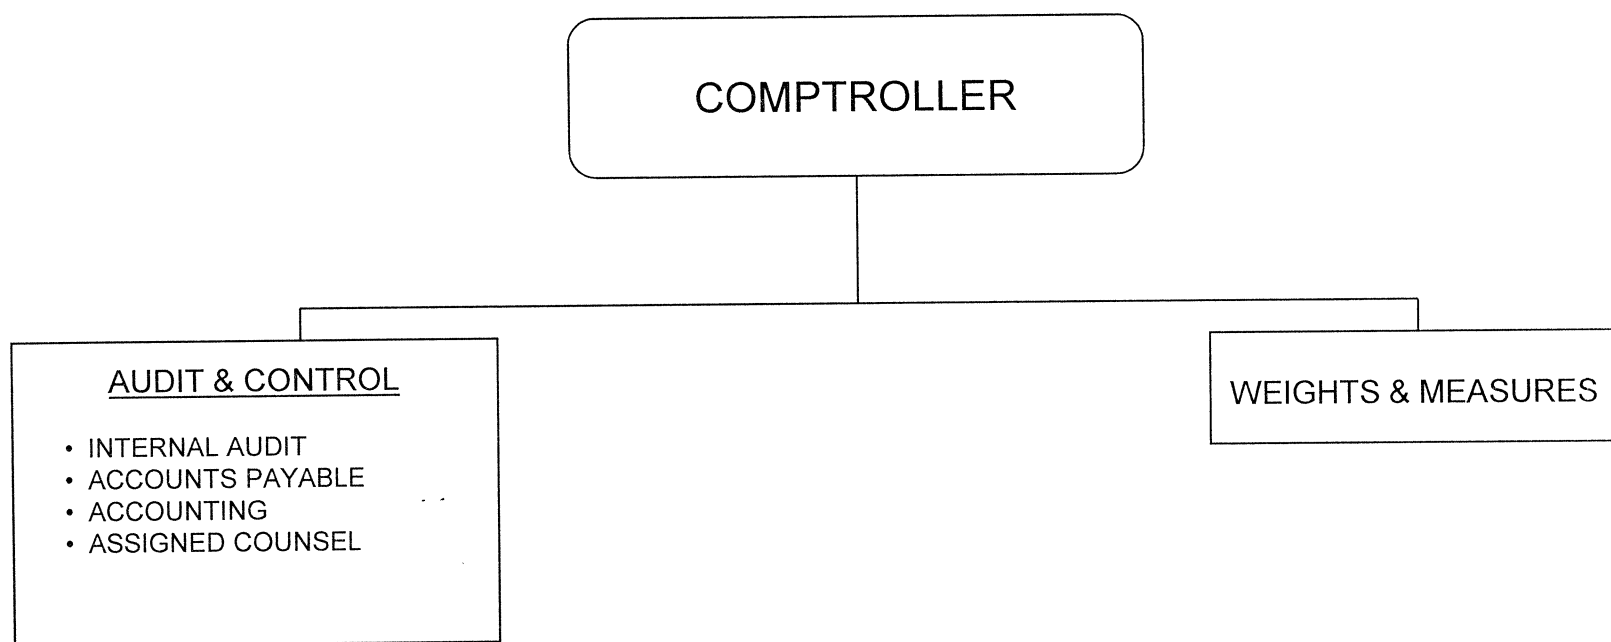 COMPTROLLER
AUDIT & CONTROL
• INTERNAL AUDIT
• ACCOUNTS PAYABLE
• ACCOUNTING
• ASSIGNED COUNSEL
WEIGHTS & MEASURES